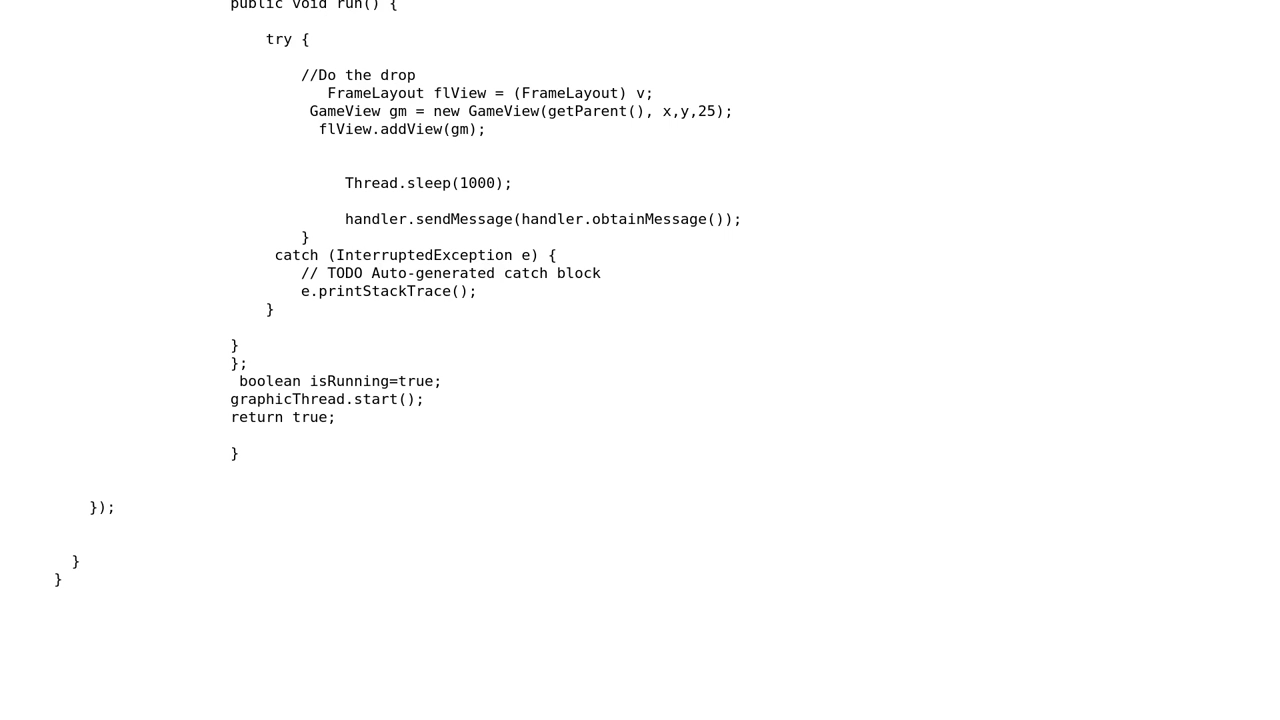 public void run() {
try {
//Do the drop
FrameLayout flView = (FrameLayout) v;
GameView gm = new GameView(getParent(), x,y,25);
flView.addView(gm);
Thread.sleep(1000);
handler.sendMessage(handler.obtainMessage());
}
catch (InterruptedException e) {
// TODO Auto-generated catch block
e.printStackTrace();
}
}
};
boolean isRunning=true;
graphicThread.start();
return true;
}
});
}
}